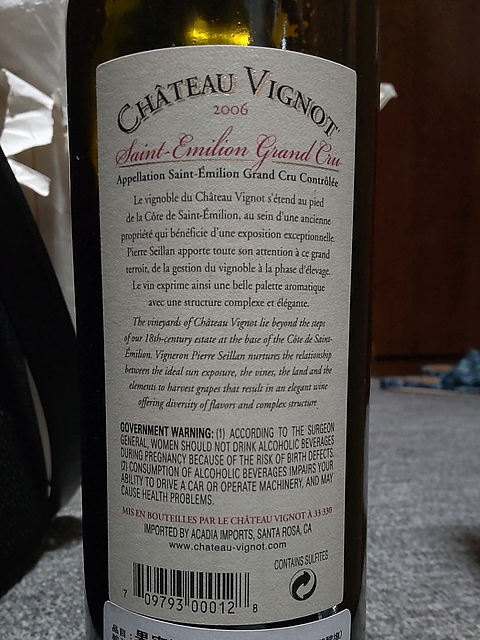 CHÂTEAU VIGNOT
2006
Saint-Emilion Grand Cru
Appellation Saint-Émilion Grand Cru Contrôlée
Le vignoble du Château Vignot s'étend au pied
de la Côte de Saint-Émilion, au sein d'une ancienne
propriété qui bénéficie d'une exposition exceptionnelle.
Pierre Seillan apporte toute son attention à ce grand
terroir, de la gestion du vignoble à la phase d'élevage.
Le vin exprime ainsi une belle palette aromatique
avec une structure complexe et élégante.
The vineyards of Château Vignot lie beyond the steps
of our 18th-century estate at the base of the Côte de Saint-
Émilion. Vigneron Pierre Seillan nurtures the relationship
between the ideal sun exposure, the vines, the land and the
elements to harvest grapes that result in an elegant wine
offering diversity of flavors and complex structure.
GOVERNMENT WARNING: (1) ACCORDING TO THE SURGEON
GENERAL, WOMEN SHOULD NOT DRINK ALCOHOLIC BEVERAGES
DURING PREGNANCY BECAUSE OF THE RISK OF BIRTH DEFECTS.
(2) CONSUMPTION OF ALCOHOLIC BEVERAGES IMPAIRS YOUR
ABILITY TO DRIVE A CAR OR OPERATE MACHINERY, AND MAY
CAUSE HEALTH PROBLEMS.
MIS EN BOUTEILLES PAR LE CHÂTEAU VIGNOT À 33 330
IMPORTED BY ACADIA IMPORTS, SANTA ROSA, CA
www.chateau-vignot.com
CONTAINS SULFITES
7 09793 00012 8